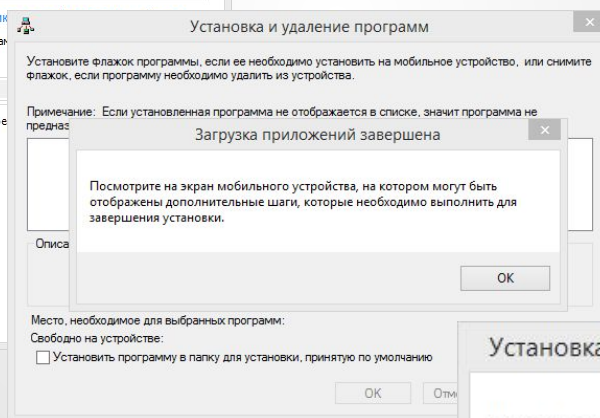 Установка и удаление программ
Установите флажок программы, если ее необходимо установить на мобильное устройство, или снимите
флажок, если программу необходимо удалить из устройства.
Примечание: Если установленная программа не отображается в списке, значит программа не
предназ
Загрузка приложений завершена
Посмотрите на экран мобильного устройства, на котором могут быть
отображены дополнительные шаги, которые необходимо выполнить для
завершения установки.
Описа
OK
Место, необходимое для выбранных программ:
Свободно на устройстве:
Установить программу в папку для установки, принятую по умолчанию
OK
Отме
Установка